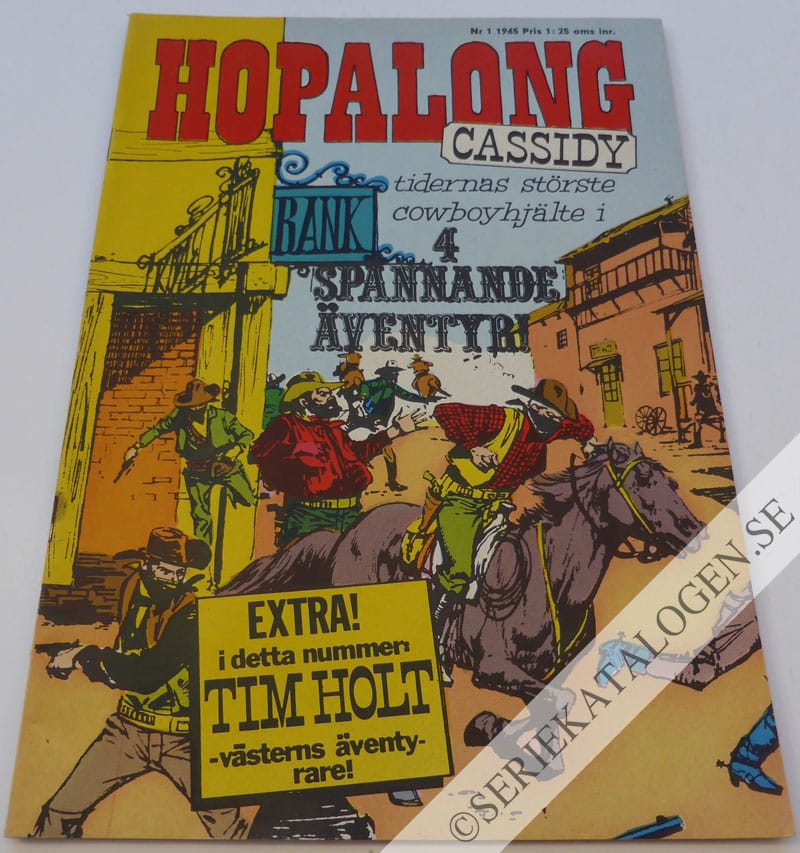 Nr 1 1965 Pris 1:25 oms inr.
HOPALONG
CASSIDY
tidernas störste
cowboyhjälte i
BANK
4
SPÄNNANDE
ÄVENTYR!
EXTRA!
i detta nummer:
TIM HOLT
-västerns äventy-
rare!
© SERIEKATALOGEN.SE